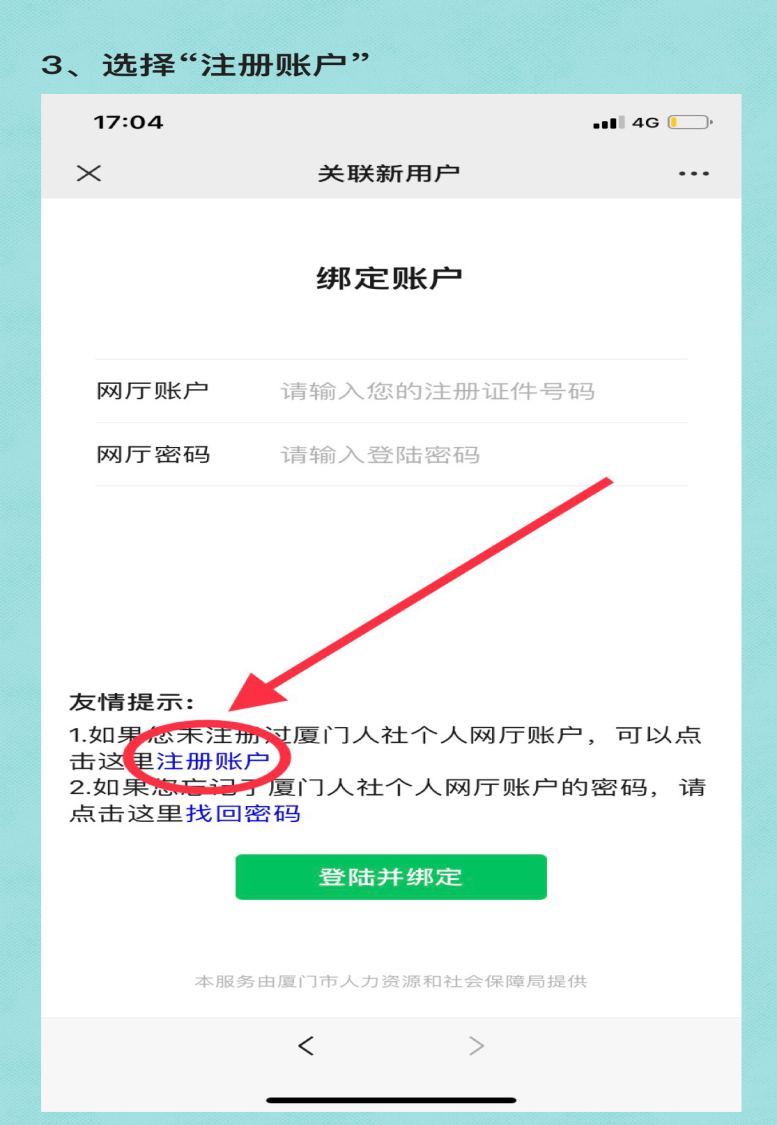 3、选择“注册账户”
17:04
4G
关联新用户
绑定账户
网厅账户 请输入您的注册证件号码
网厅密码 请输入登陆密码
友情提示:
1.如果您未注册过厦门人社个人网厅账户，可以点
击这里注册账户
2.如果您忘记了厦门人社个人网厅账户的密码，请
点击这里找回密码
登陆并绑定
本服务由厦门市人力资源和社会保障局提供